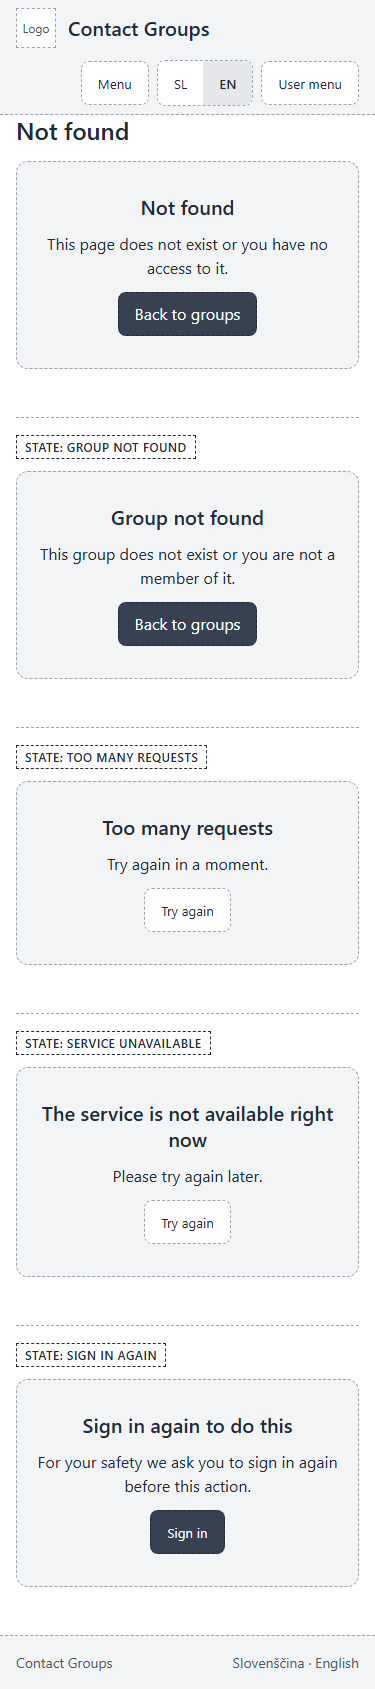 Logo
Contact Groups
Menu
SL
EN
User menu
Not found
Not found
This page does not exist or you have no
access to it.
Back to groups
STATE: GROUP NOT FOUND
Group not found
This group does not exist or you are not a
member of it.
Back to groups
STATE: TOO MANY REQUESTS
Too many requests
Try again in a moment.
Try again
STATE: SERVICE UNAVAILABLE
The service is not available right
now
Please try again later.
Try again
STATE: SIGN IN AGAIN
Sign in again to do this
For your safety we ask you to sign in again
before this action.
Sign in
Contact Groups
Slovenščina · English